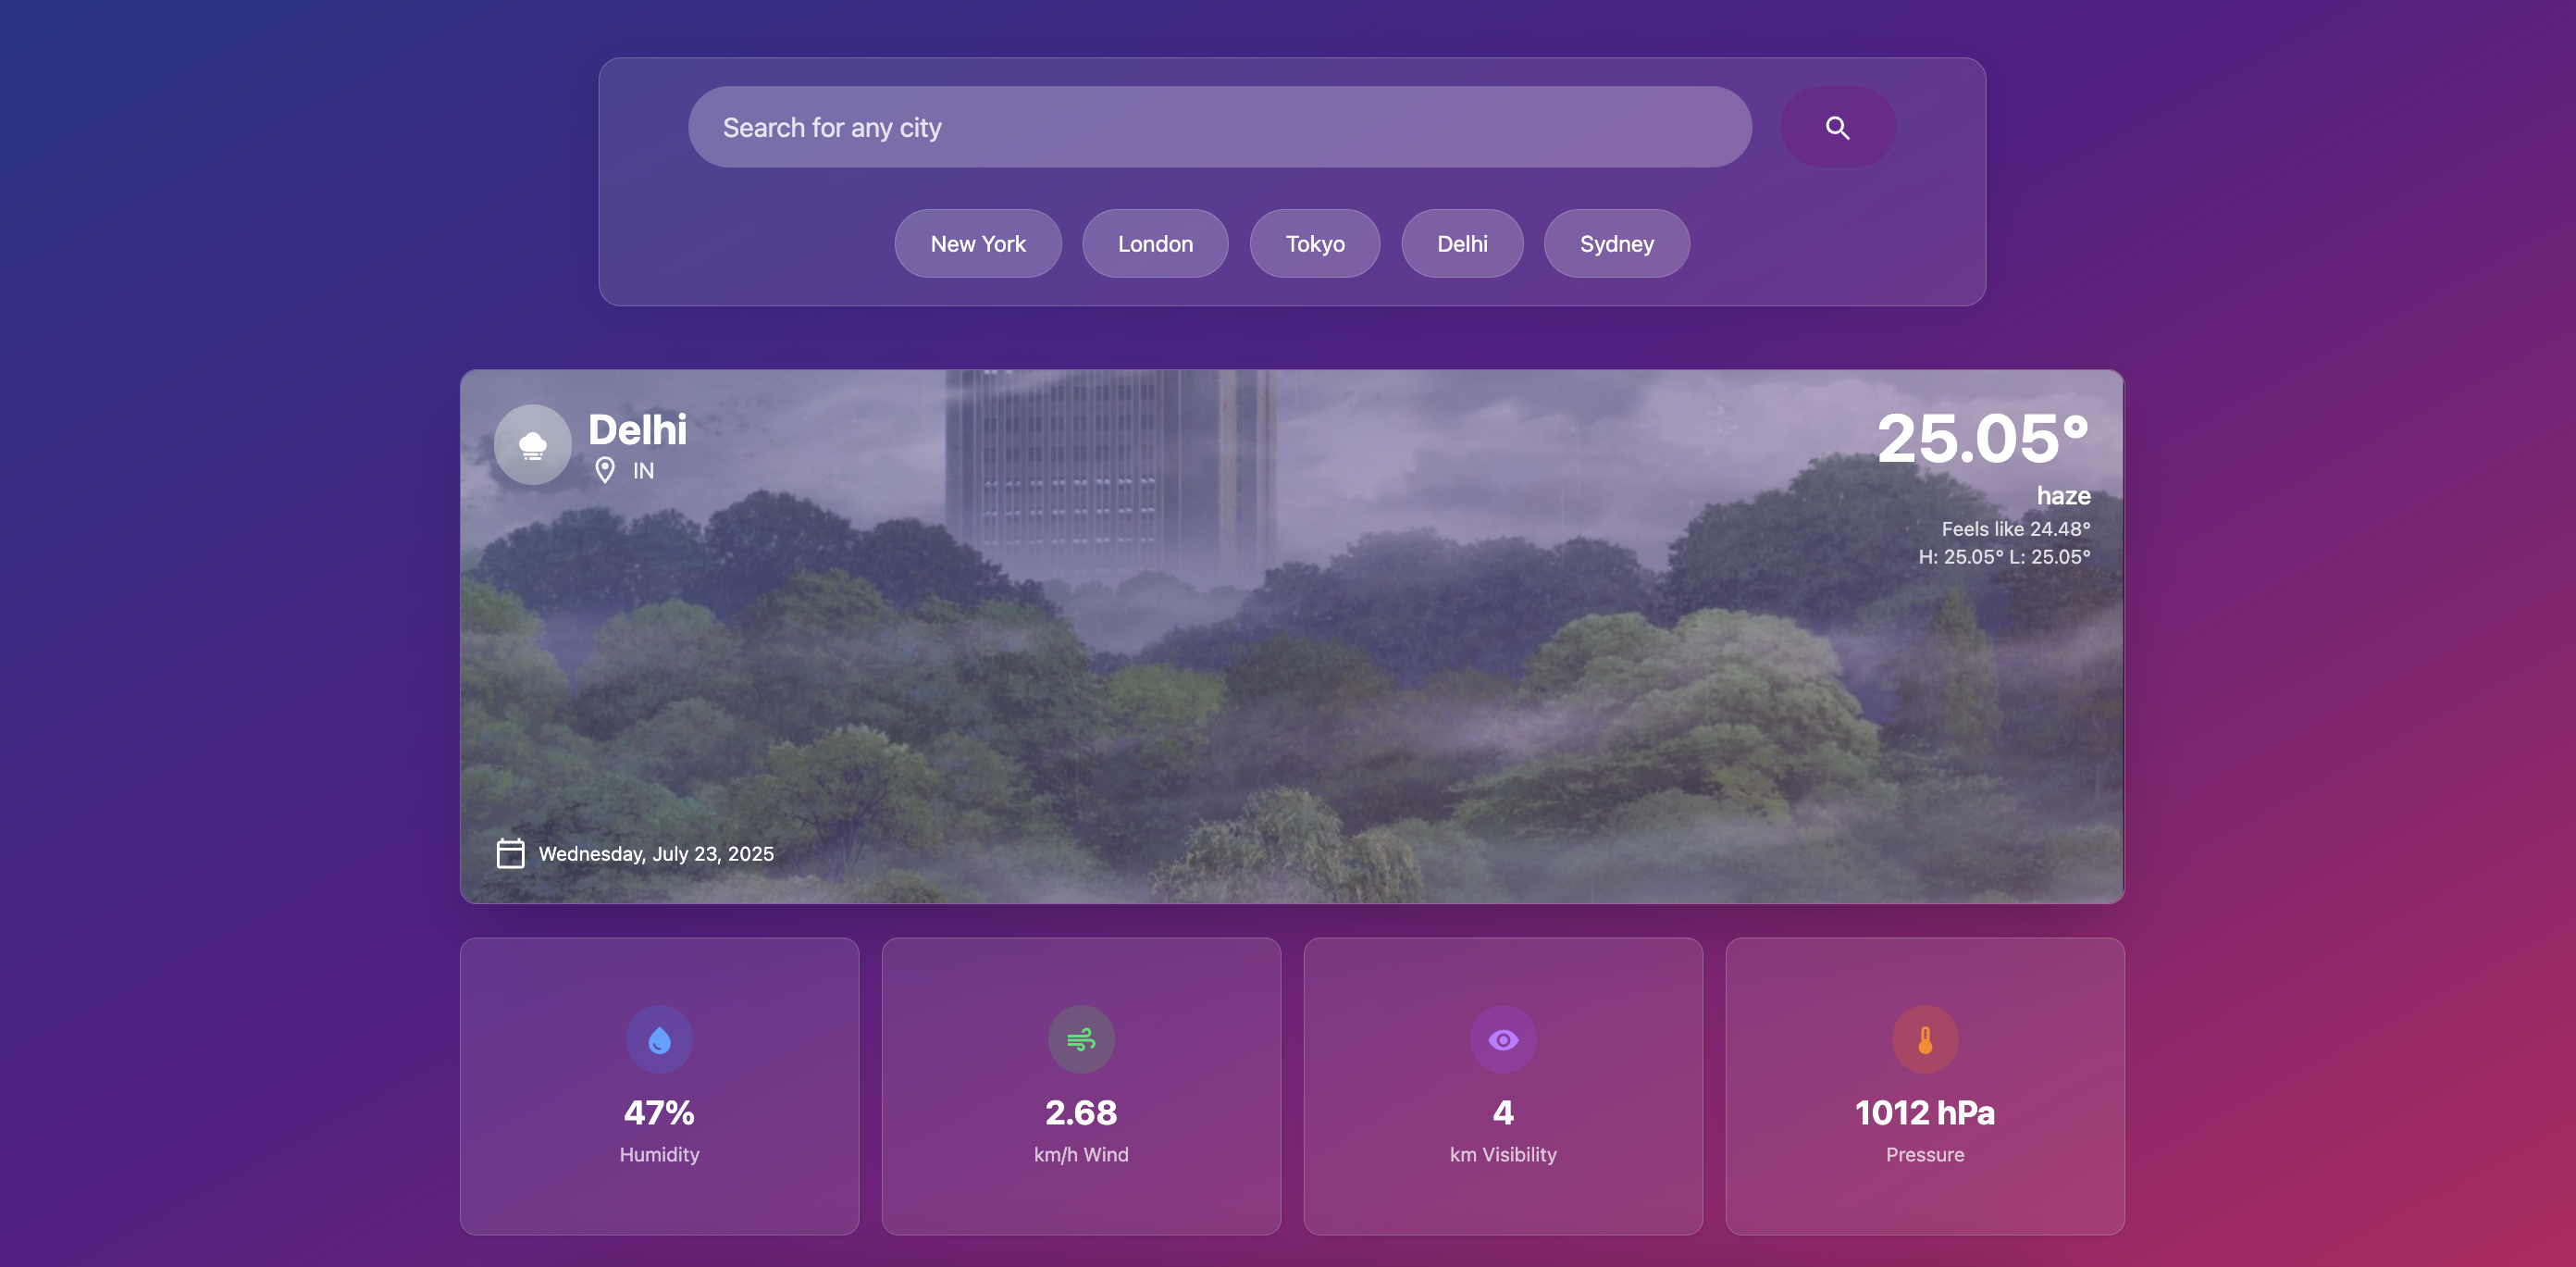 Search for any city
New York
London
Tokyo
Delhi
Sydney
Delhi
IN
25.05°
haze
Feels like 24.48°
H: 25.05° L: 25.05°
Wednesday, July 23, 2025
47%
Humidity
2.68
km/h Wind
4
km Visibility
1012 hPa
Pressure